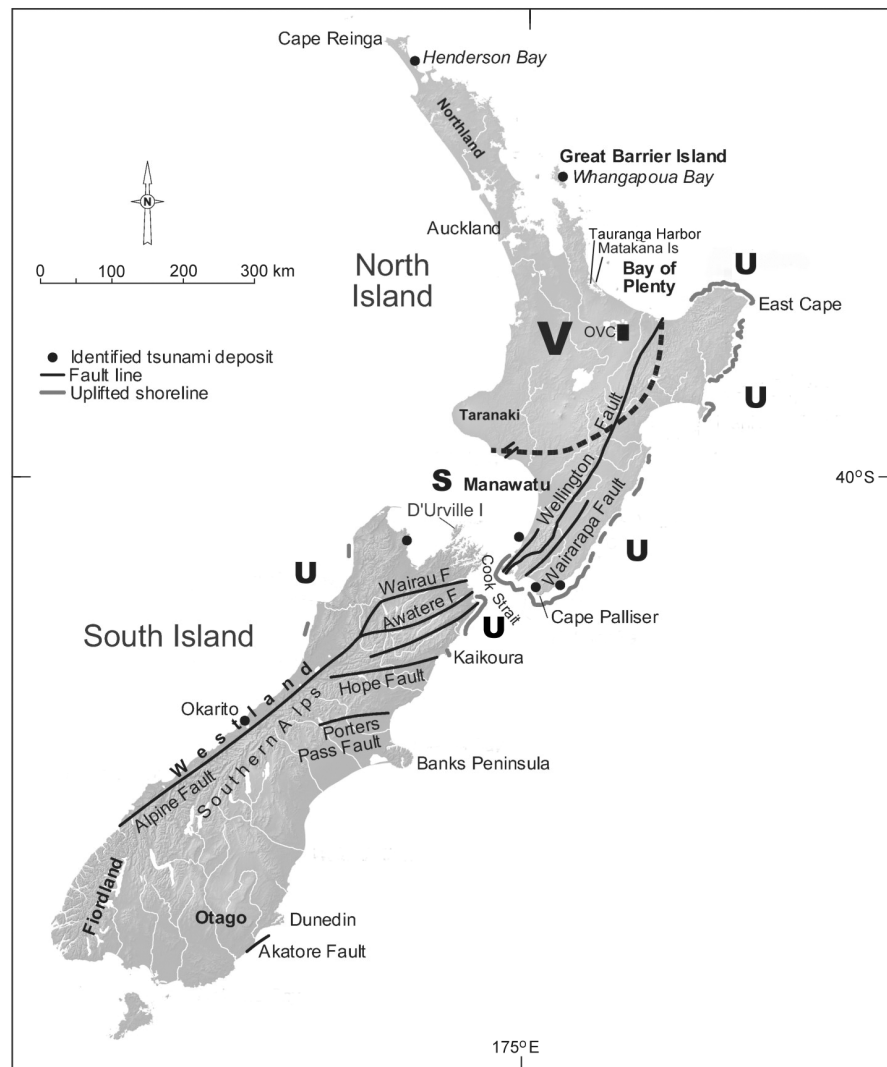 Cape Reinga
Henderson Bay
Northland
Great Barrier Island
Whangapoua Bay
N
Auckland
Tauranga Harbor
Matakana Is
Bay of
Plenty
U
0 100 200 300 km
North
Island
East Cape
V
OVC
Identified tsunami deposit
Fault line
Uplifted shoreline
U
Taranaki
Wellington Fault
S
Manawatu
40°S
D'Urville I
Wairarapa Fault
U
U
Cook Strait
Wairau F
Awatere F
Cape Palliser
U
South Island
Kaikoura
Hope Fault
Westland
Okarito
Southern Alps
Porters
Pass Fault
Banks Peninsula
Alpine Fault
Fiordland
Otago
Dunedin
Akatore Fault
175°E